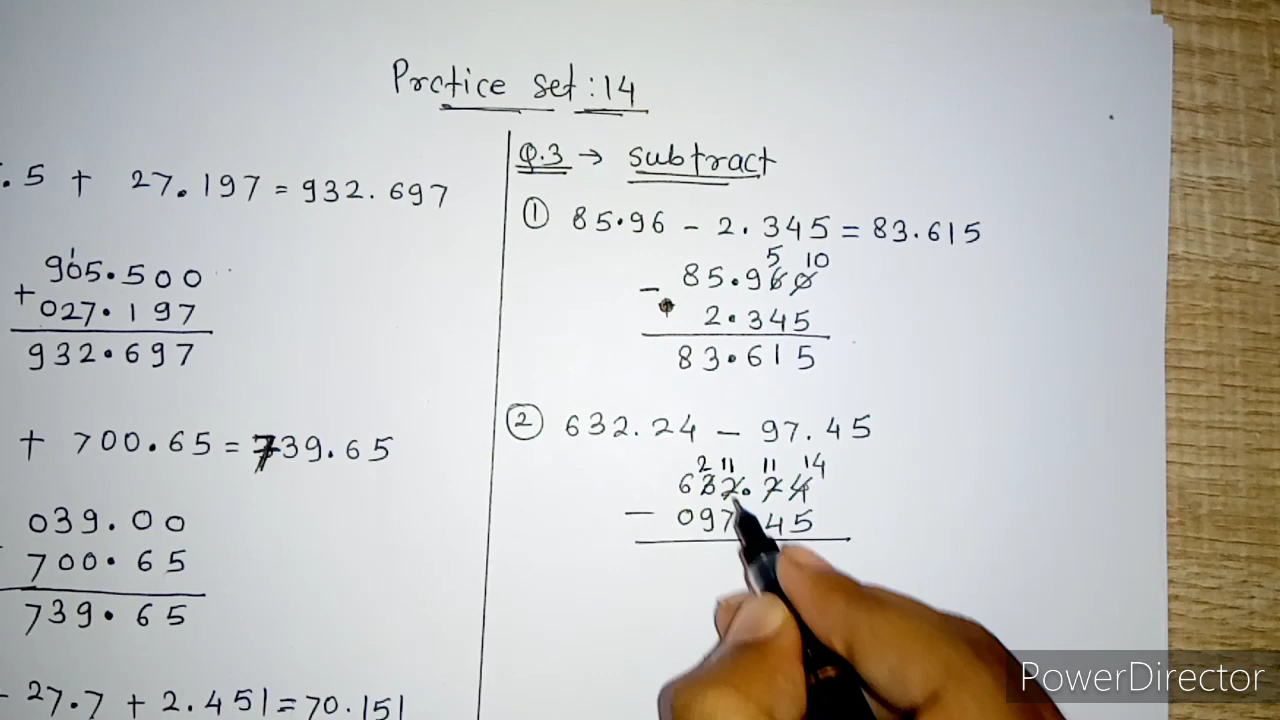 Prctice set : 14
.5 + 27.197 = 932.697
1
905.500
+ 027.197
932.697
+ 700.65 = 739.65
039.00
700.65
739.65
27.7 + 2.451 = 70.151
Q.3 → subtract
① 85.96 - 2.345 = 83.615
5 10
- 85.960
2.345
83.615
② 632.24 - 97.45
2 11 11 14
632.24
- 097 45
PowerDirector